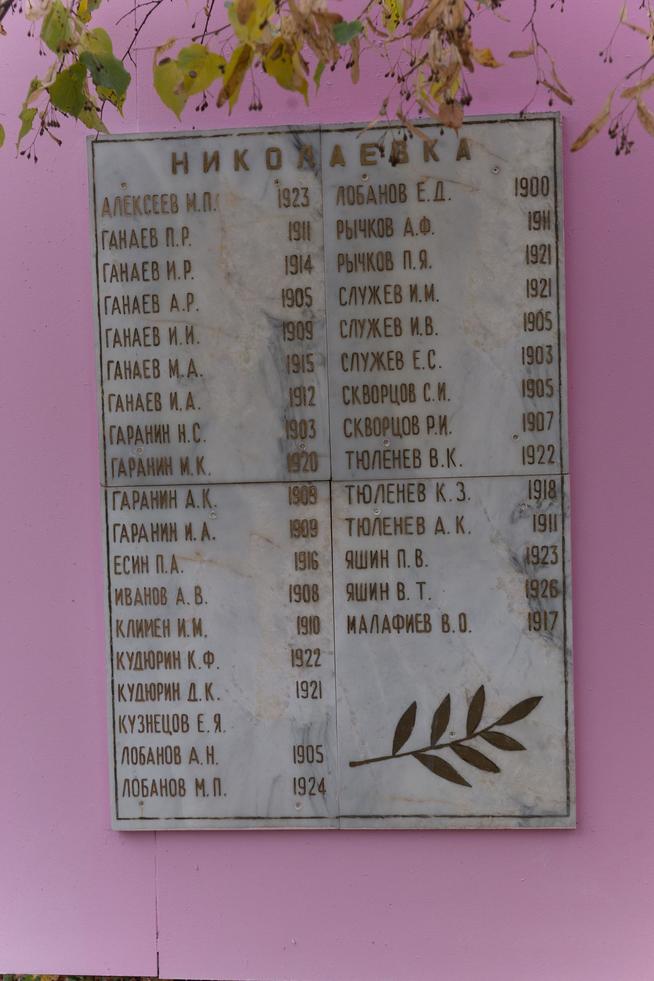 НИКОЛАЕВКА
АЛЕКСЕЕВ И.П. 1923
ГАНАЕВ П.Р. 1911
ГАНАЕВ И.Р. 1914
ГАНАЕВ А.Р. 1905
ГАНАЕВ И.И. 1909
ГАНАЕВ М.А. 1915
ГАНАЕВ И.А. 1912
ГАРАНИН Н.С. 1903
ГАРАНИН М.К. 1920
ГАРАНИН Д.К. 1909
ГАРАНИН И.А. 1909
ЕСИН П.А. 1916
ИВАНОВ А.В. 1908
КЛИМЕН И.М. 1910
КУДЮРИН К.Ф. 1922
КУДЮРИН Д.К. 1921
КУЗНЕЦОВ Е.Я.
ЛОБАНОВ А.Н. 1905
ЛОБАНОВ М.П. 1924
ЛОБАНОВ Е.Д. 1900
РЫЧКОВ А.Ф. 1911
РЫЧКОВ П.Я. 1921
СЛУЖЕВ И.М. 1921
СЛУЖЕВ И.В. 1905
СЛУЖЕВ Е.С. 1903
СКВОРЦОВ С.И. 1905
СКВОРЦОВ Р.И. 1907
ТЮЛЕНЕВ В.К. 1922
ТЮЛЕНЕВ К.З. 1918
ТЮЛЕНЕВ Д.К. 1911
ЯШИН П.В. 1923
ЯШИН В.Т. 1926
МАЛАФИЕВ В.О. 1917